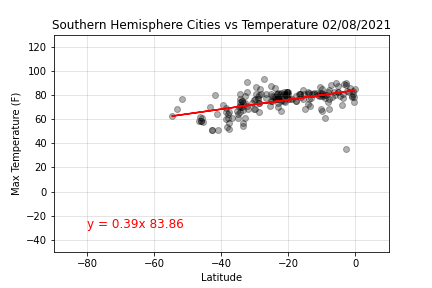 Southern Hemisphere Cities vs Temperature 02/08/2021
120
100
80
60
40
20
0
−20
−40
Max Temperature (F)
y = 0.39x 83.86
−80 −60 −40 −20 0
Latitude